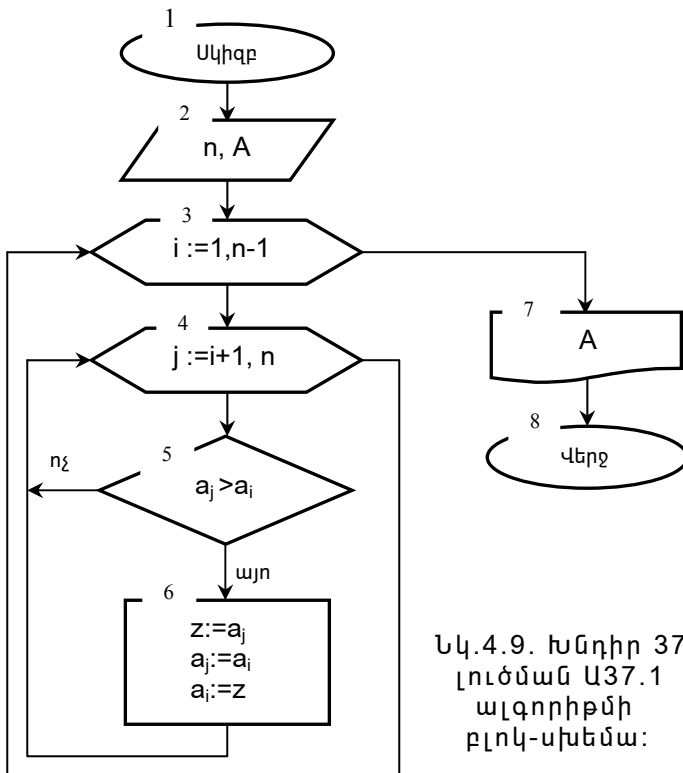 1
Սկիզբ
2
n, A
3
i :=1,n-1
4
j :=i+1, n
5
ոչ
aj >ai
այո
6
z:=aj
aj:=ai
ai:=z
7
A
8
Վերջ
Նկ.4.9. Խնդիր 37
լուծման Ա37.1
ալգորիթմի
բլոկ-սխեմա: